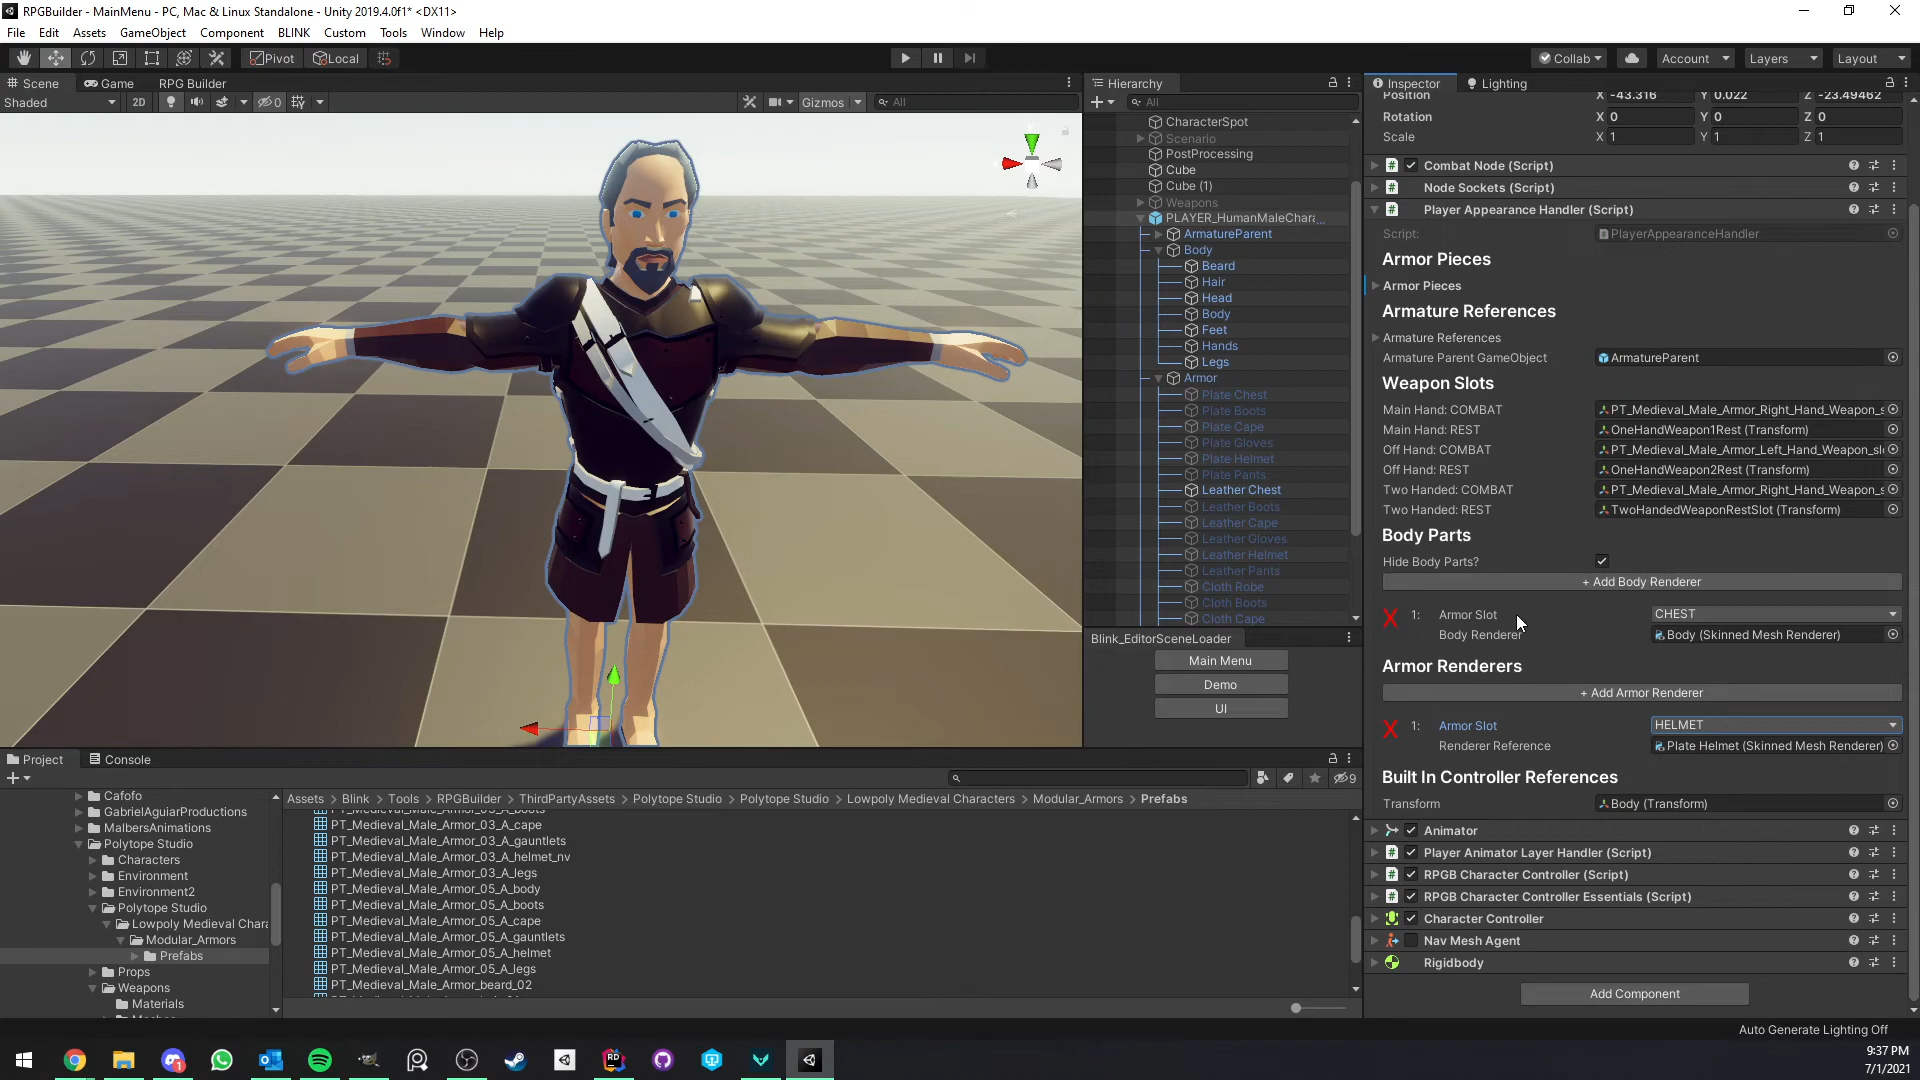 RPGBuilder - MainMenu - PC, Mac & Linux Standalone - Unity 2019.4.0f1* <DX11>
File Edit Assets GameObject Component BLINK Custom Tools Window Help
Pivot Local Collab Account Layers Layout
Scene Game RPG Builder
Shaded 2D 0 Gizmos All
Hierarchy
All
CharacterSpot
Scenario
PostProcessing
Cube
Cube (1)
Weapons
PLAYER_HumanMaleChara...
ArmatureParent
Body
Beard
Hair
Head
Body
Feet
Hands
Legs
Armor
Plate Chest
Plate Boots
Plate Cape
Plate Gloves
Plate Helmet
Plate Pants
Leather Chest
Leather Boots
Leather Cape
Leather Gloves
Leather Helmet
Leather Pants
Cloth Robe
Cloth Boots
Cloth Cape
Blink_EditorSceneLoader
Main Menu
Demo
UI
Inspector Lighting
Position X -43.316 Y 0.022 Z -23.49462
Rotation X 0 Y 0 Z 0
Scale X 1 Y 1 Z 1
Combat Node (Script)
Node Sockets (Script)
Player Appearance Handler (Script)
Script: PlayerAppearanceHandler
Armor Pieces
Armor Pieces
Armature References
Armature References
Armature Parent GameObject ArmatureParent
Weapon Slots
Main Hand: COMBAT PT_Medieval_Male_Armor_Right_Hand_Weapon_s
Main Hand: REST OneHandWeapon1Rest (Transform)
Off Hand: COMBAT PT_Medieval_Male_Armor_Left_Hand_Weapon_sl
Off Hand: REST OneHandWeapon2Rest (Transform)
Two Handed: COMBAT PT_Medieval_Male_Armor_Right_Hand_Weapon_s
Two Handed: REST TwoHandedWeaponRestSlot (Transform)
Body Parts
Hide Body Parts?
+ Add Body Renderer
1: Armor Slot CHEST
Body Renderer Body (Skinned Mesh Renderer)
Armor Renderers
+ Add Armor Renderer
1: Armor Slot HELMET
Renderer Reference Plate Helmet (Skinned Mesh Renderer)
Built In Controller References
Transform Body (Transform)
Animator
Player Animator Layer Handler (Script)
RPGB Character Controller (Script)
RPGB Character Controller Essentials (Script)
Character Controller
Nav Mesh Agent
Rigidbody
Add Component
Auto Generate Lighting Off
Project Console
9
Cafofo
GabrielAguiarProductions
MalbersAnimations
Polytope Studio
Characters
Environment
Environment2
Polytope Studio
Lowpoly Medieval Chara
Modular_Armors
Prefabs
Props
Weapons
Materials
Assets > Blink > Tools > RPGBuilder > ThirdPartyAssets > Polytope Studio > Polytope Studio > Lowpoly Medieval Characters > Modular_Armors > Prefabs
PT_Medieval_Male_Armor_03_A_boots
PT_Medieval_Male_Armor_03_A_cape
PT_Medieval_Male_Armor_03_A_gauntlets
PT_Medieval_Male_Armor_03_A_helmet_nv
PT_Medieval_Male_Armor_03_A_legs
PT_Medieval_Male_Armor_05_A_body
PT_Medieval_Male_Armor_05_A_boots
PT_Medieval_Male_Armor_05_A_cape
PT_Medieval_Male_Armor_05_A_gauntlets
PT_Medieval_Male_Armor_05_A_helmet
PT_Medieval_Male_Armor_05_A_legs
PT_Medieval_Male_Armor_beard_02
9:37 PM
7/1/2021